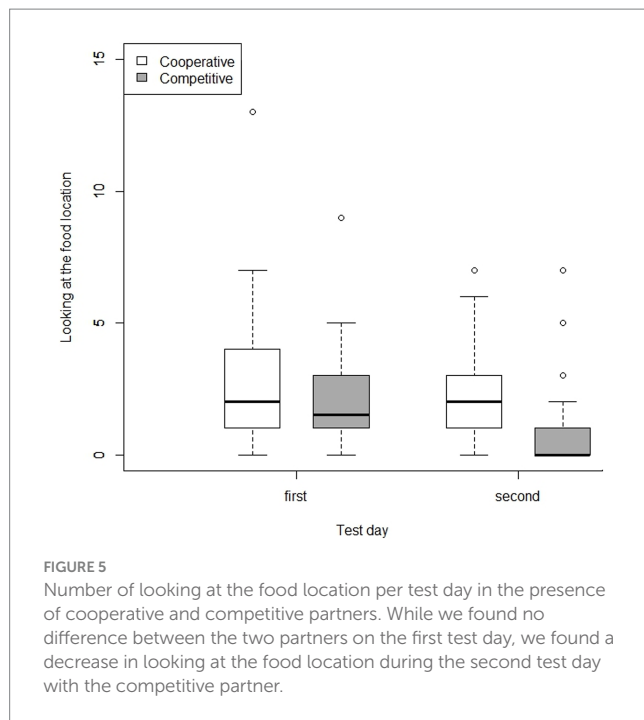 15
Cooperative
Competitive
10
5
0
Looking at the food location
first
second
Test day
FIGURE 5
Number of looking at the food location per test day in the presence
of cooperative and competitive partners. While we found no
difference between the two partners on the first test day, we found a
decrease in looking at the food location during the second test day
with the competitive partner.